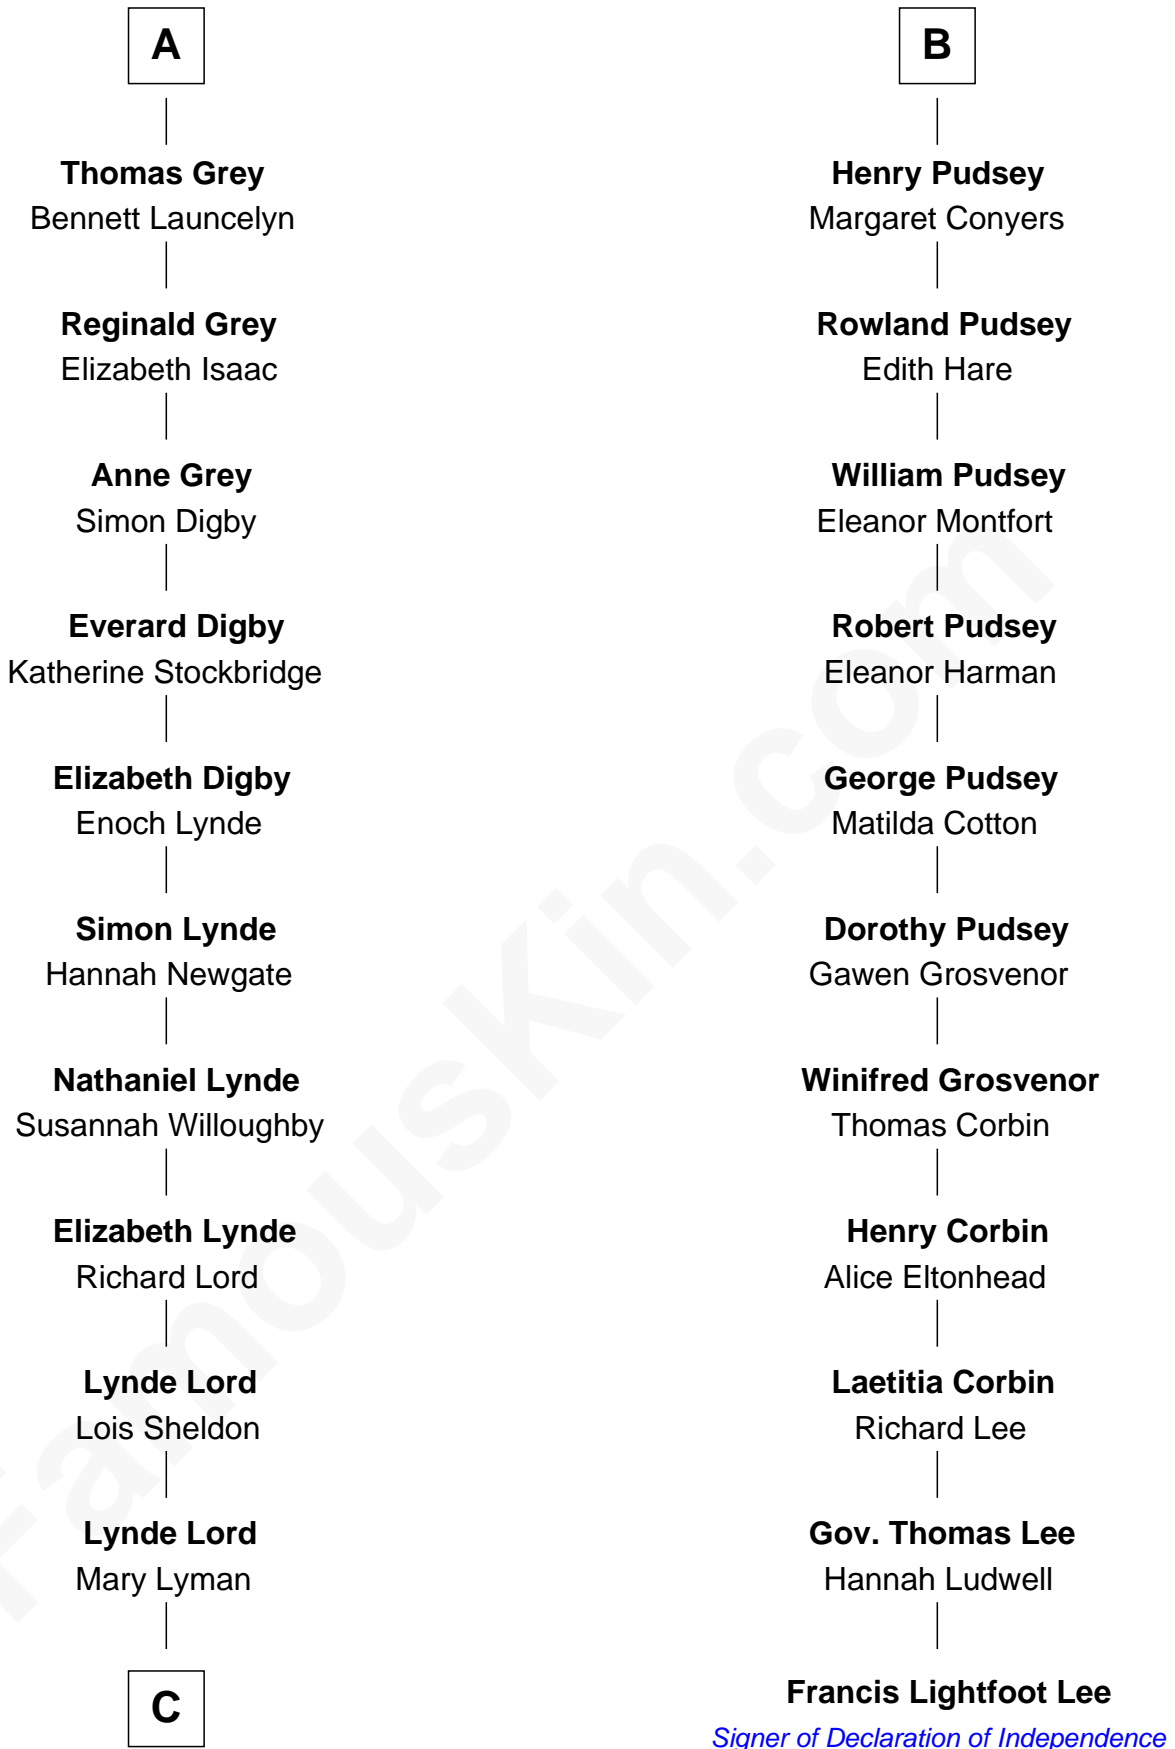 A
Thomas Grey
Bennett Launcelyn
Reginald Grey
Elizabeth Isaac
Anne Grey
Simon Digby
Everard Digby
Katherine Stockbridge
Elizabeth Digby
Enoch Lynde
Simon Lynde
Hannah Newgate
Nathaniel Lynde
Susannah Willoughby
Elizabeth Lynde
Richard Lord
Lynde Lord
Lois Sheldon
Lynde Lord
Mary Lyman
C
B
Henry Pudsey
Margaret Conyers
Rowland Pudsey
Edith Hare
William Pudsey
Eleanor Montfort
Robert Pudsey
Eleanor Harman
George Pudsey
Matilda Cotton
Dorothy Pudsey
Gawen Grosvenor
Winifred Grosvenor
Thomas Corbin
Henry Corbin
Alice Eltonhead
Laetitia Corbin
Richard Lee
Gov. Thomas Lee
Hannah Ludwell
Francis Lightfoot Lee
Signer of Declaration of Independence
FamousKin.com